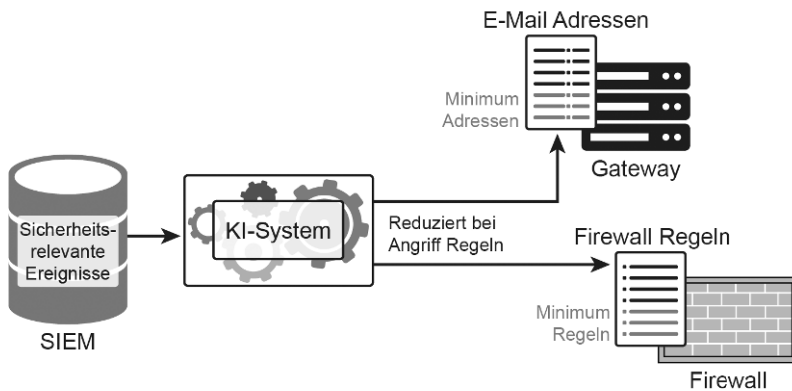 E-Mail Adressen
Minimum
Adressen
Gateway
Sicherheits-
relevante
Ereignisse
SIEM
KI-System
Reduziert bei
Angriff Regeln
Firewall Regeln
Minimum
Regeln
Firewall